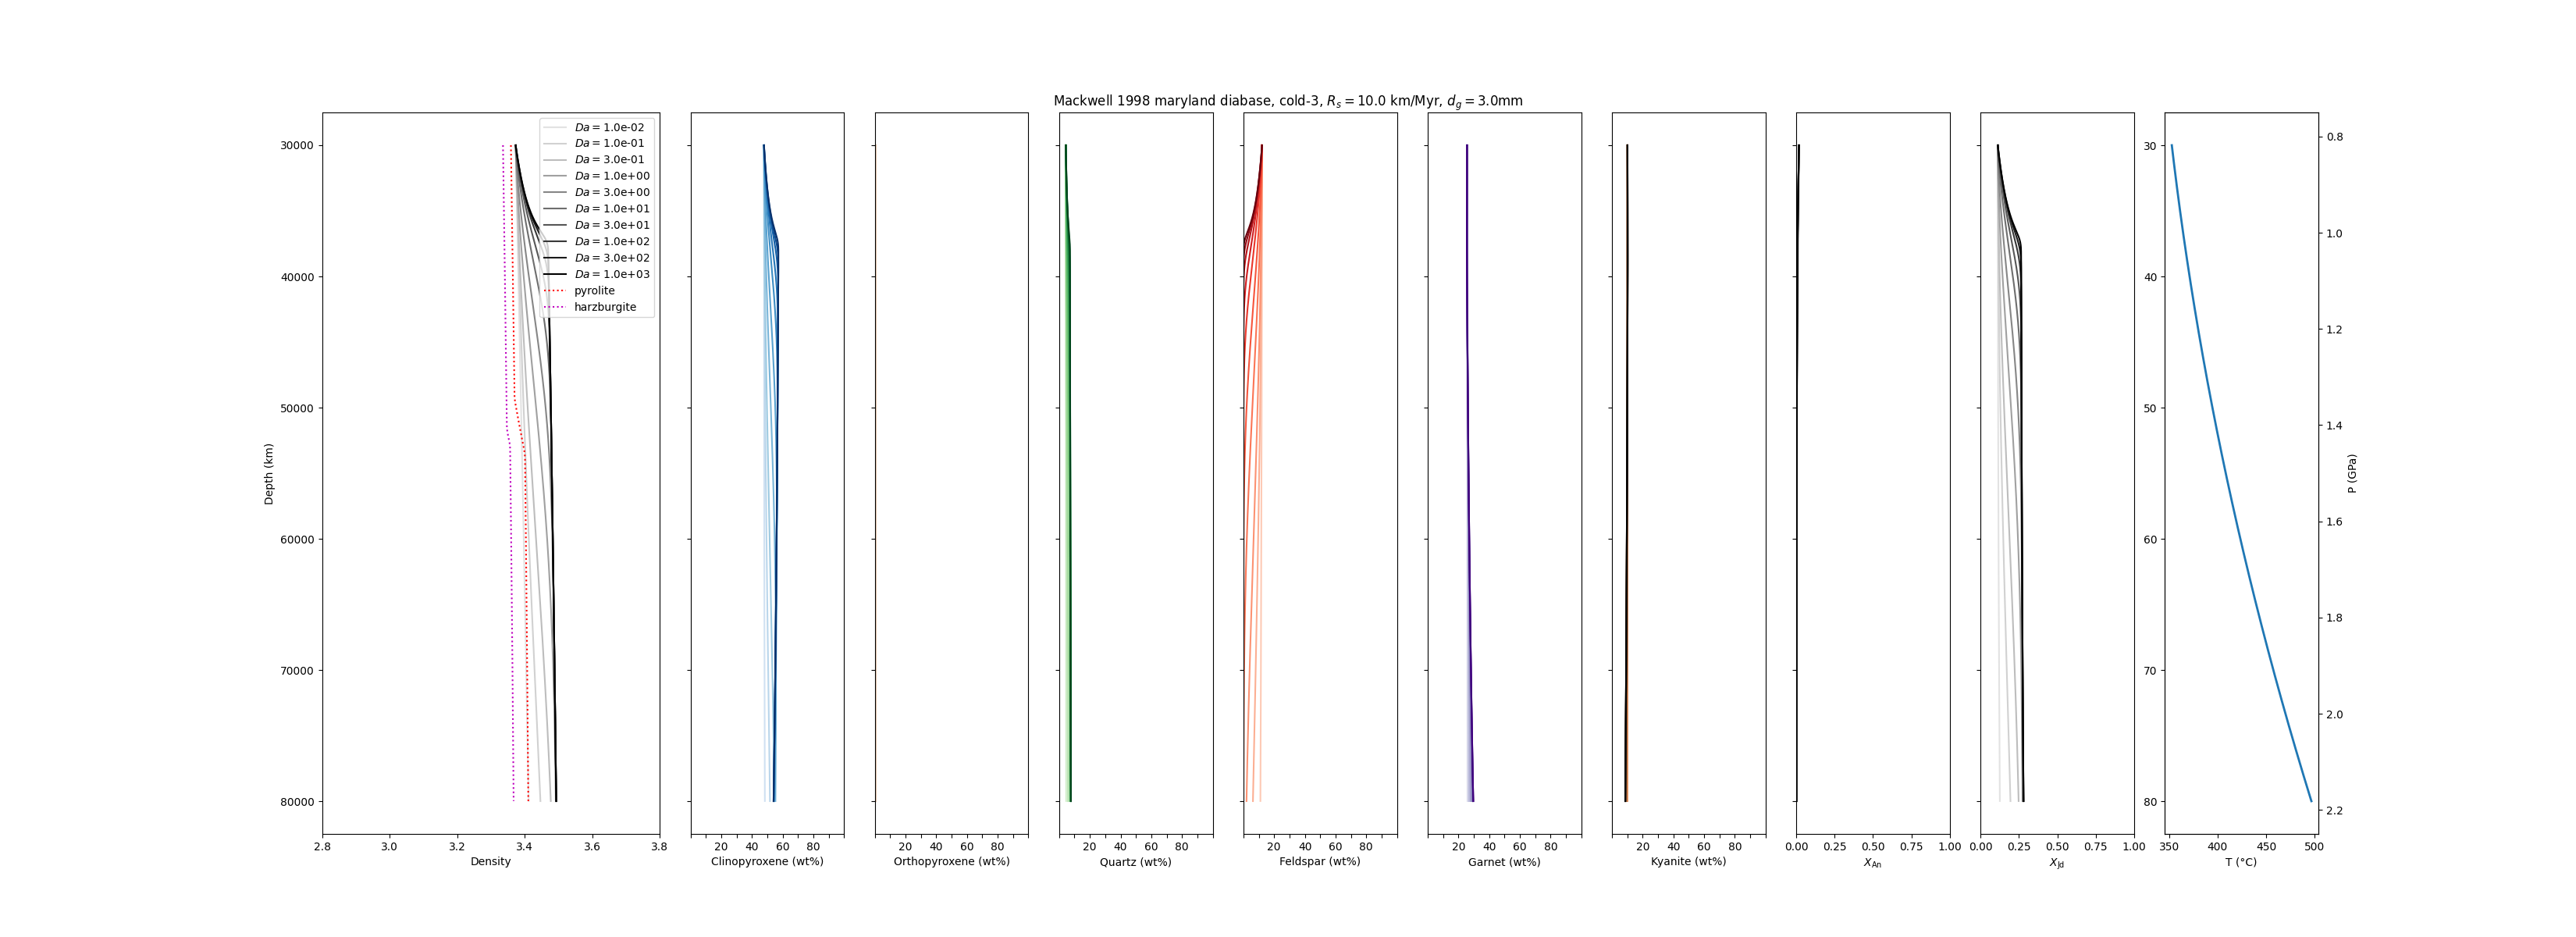 Mackwell 1998 maryland diabase, cold-3, Rs = 10.0 km/Myr, dg = 3.0mm
Da = 1.0e-02
Da = 1.0e-01
Da = 3.0e-01
Da = 1.0e+00
Da = 3.0e+00
Da = 1.0e+01
Da = 3.0e+01
Da = 1.0e+02
Da = 3.0e+02
Da = 1.0e+03
pyrolite
harzburgite
Depth (km)
30000
40000
50000
60000
70000
80000
2.8 3.0 3.2 3.4 3.6 3.8
Density
20 40 60 80
Clinopyroxene (wt%)
20 40 60 80
Orthopyroxene (wt%)
20 40 60 80
Quartz (wt%)
20 40 60 80
Feldspar (wt%)
20 40 60 80
Garnet (wt%)
20 40 60 80
Kyanite (wt%)
0.00 0.25 0.50 0.75 1.00
XAn
0.00 0.25 0.50 0.75 1.00
XJd
30
40
50
60
70
80
350 400 450 500
T (°C)
0.8
1.0
1.2
1.4
1.6
1.8
2.0
2.2
P (GPa)